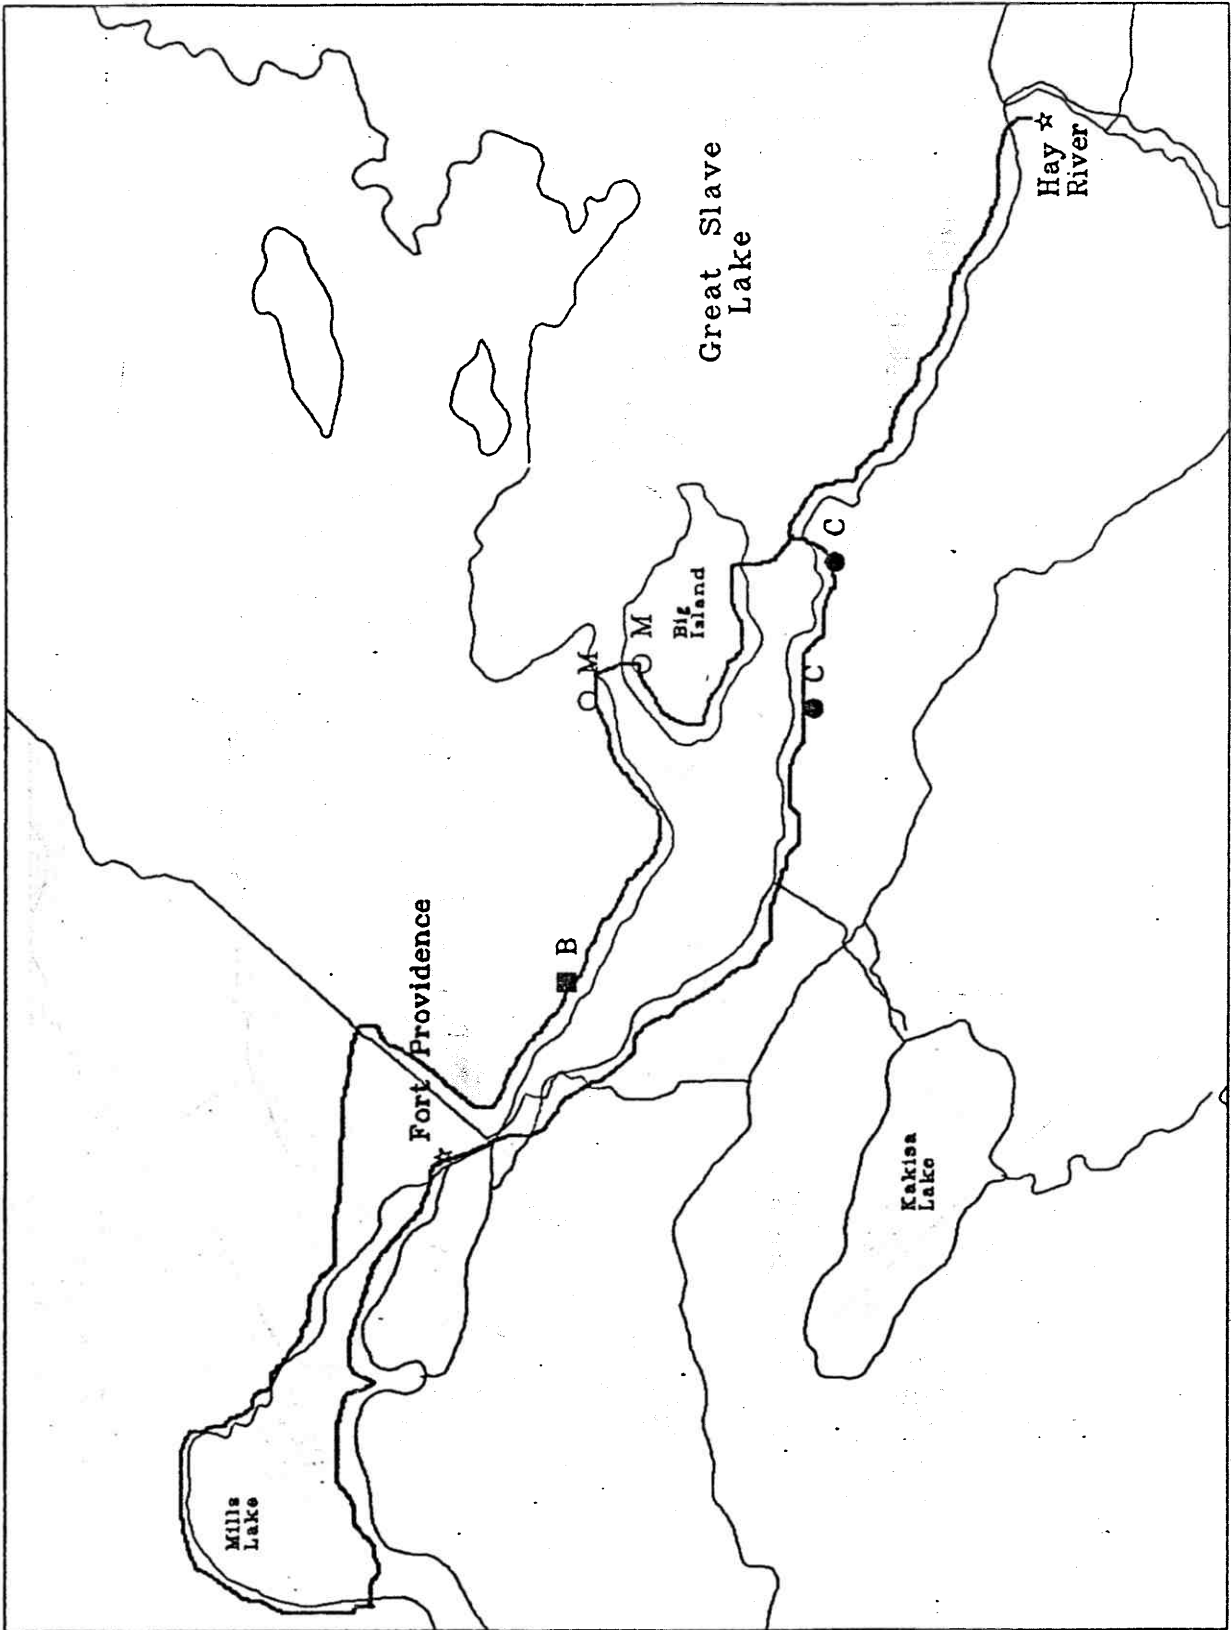 Mills
Lake
Fort Providence
B
M
M
Big
Island
Great Slave
Lake
C
C
Kakisa
Lake
Hay
River